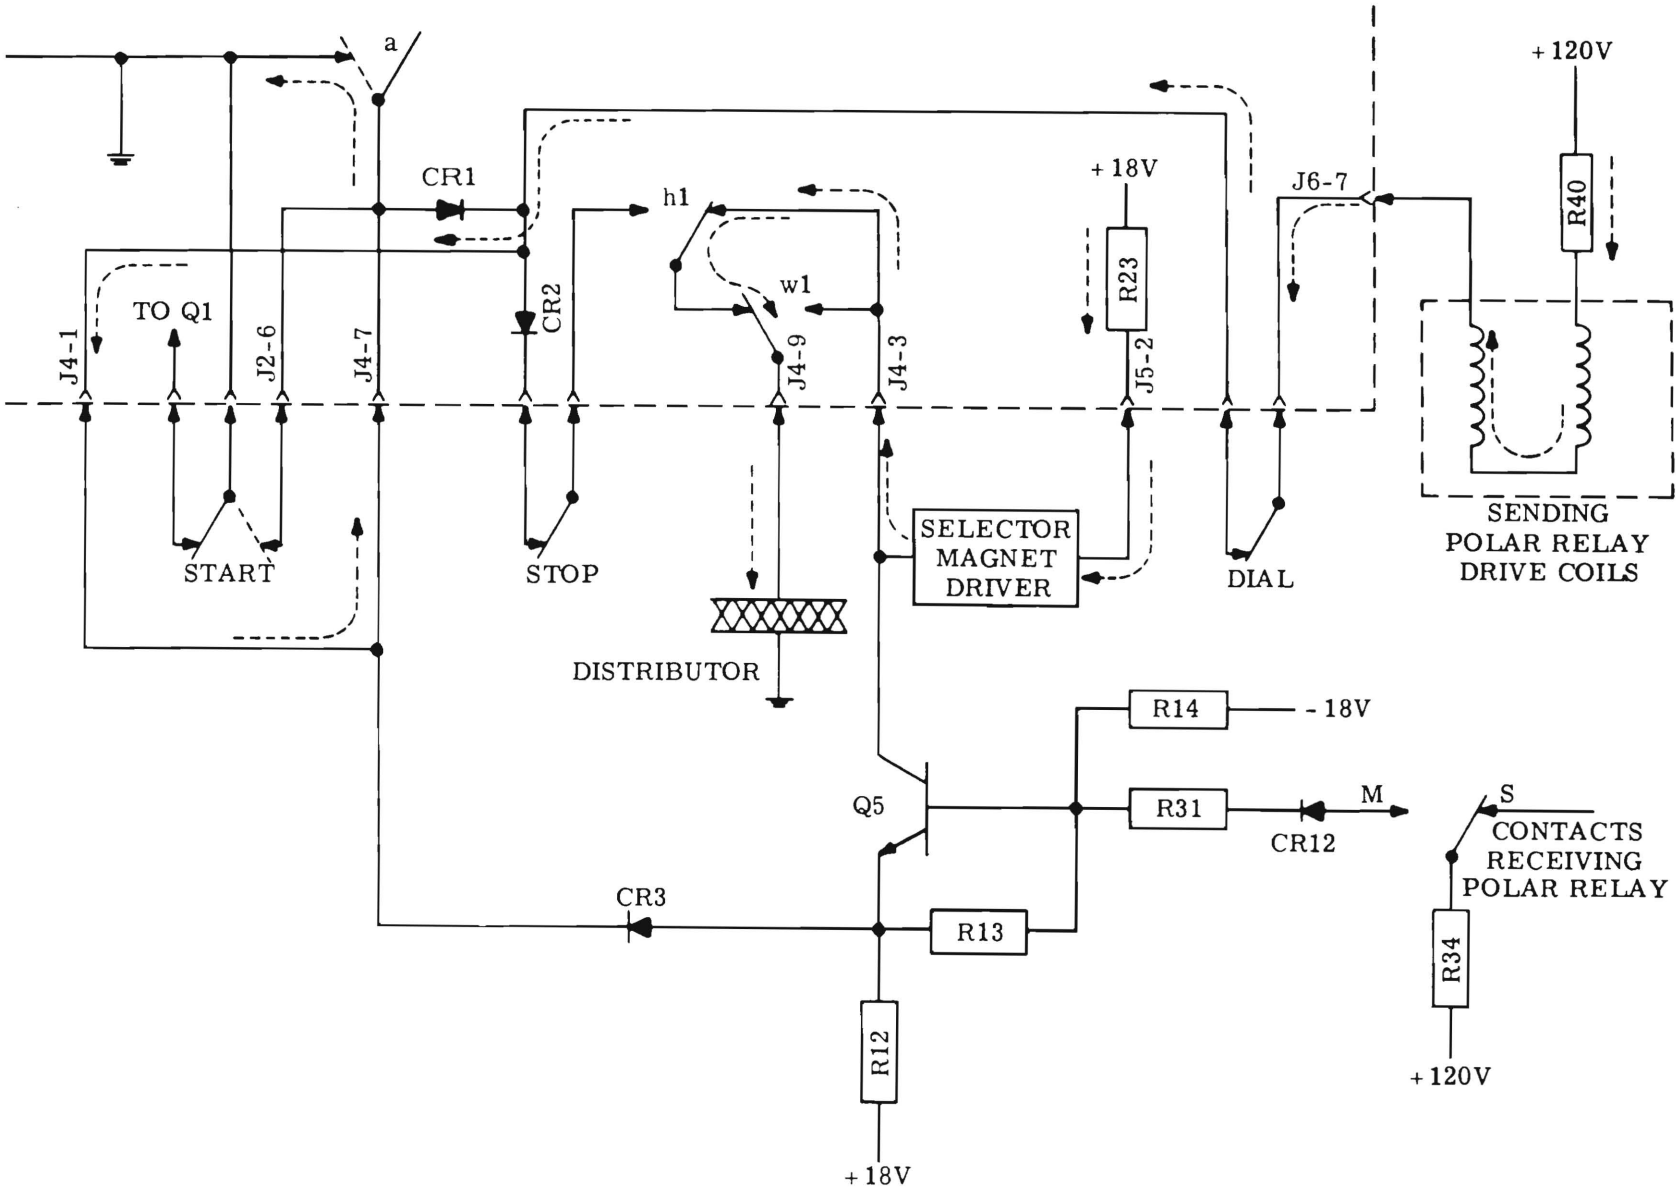 a
+120V
CR1
h1
+18V
J6-7
R40
R23
w1
CR2
TO Q1
J4-1
J2-6
J4-7
J4-9
J4-3
J5-2
START
STOP
SELECTOR
MAGNET
DRIVER
DIAL
SENDING
POLAR RELAY
DRIVE COILS
DISTRIBUTOR
R14
-18V
Q5
R31
CR12
M
S
CONTACTS
RECEIVING
POLAR RELAY
CR3
R13
R34
R12
+120V
+18V